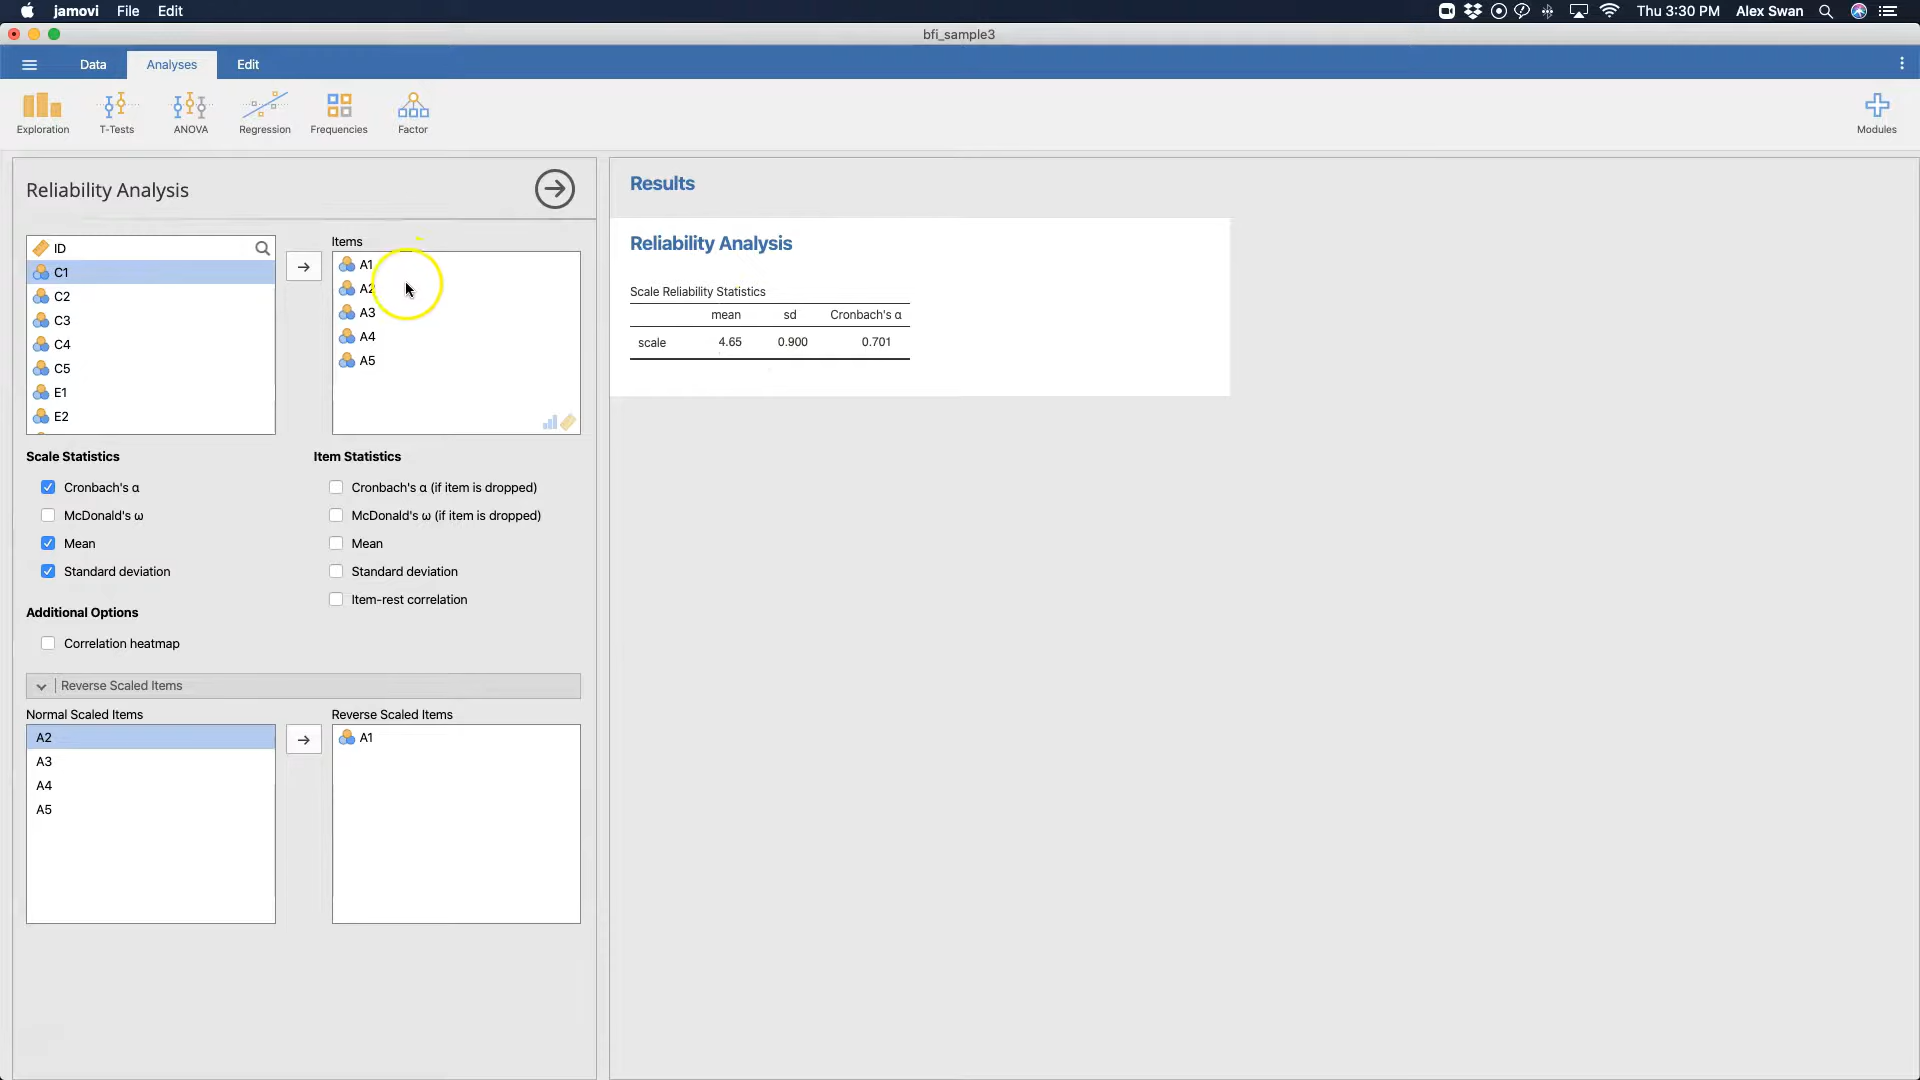 jamovi File Edit Thu 3:30 PM Alex Swan
bfi_sample3
Data Analyses Edit
Exploration T-Tests ANOVA Regression Frequencies Factor Modules
Reliability Analysis
ID
C1
C2
C3
C4
C5
E1
E2
Items
A1
A2
A3
A4
A5
Scale Statistics
Cronbach's α
McDonald's ω
Mean
Standard deviation
Item Statistics
Cronbach's α (if item is dropped)
McDonald's ω (if item is dropped)
Mean
Standard deviation
Item-rest correlation
Additional Options
Correlation heatmap
Reverse Scaled Items
Normal Scaled Items
A2
A3
A4
A5
Reverse Scaled Items
A1
Results
Reliability Analysis
Scale Reliability Statistics
mean sd Cronbach's α
scale 4.65 0.900 0.701